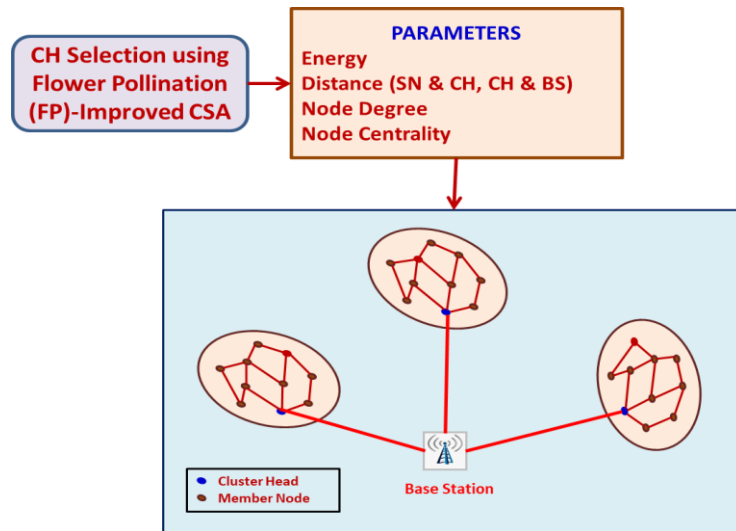 CH Selection using
Flower Pollination
(FP)-Improved CSA
PARAMETERS
Energy
Distance (SN & CH, CH & BS)
Node Degree
Node Centrality
Cluster Head
Member Node
Base Station